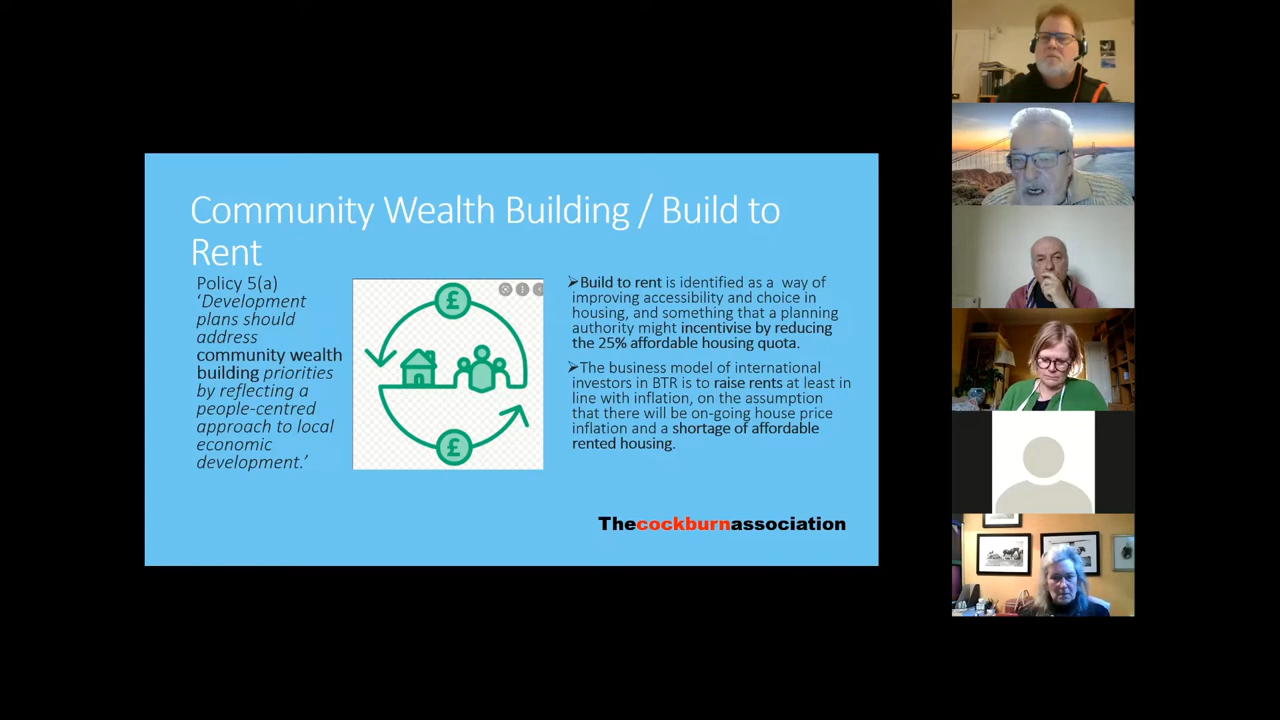 Community Wealth Building / Build to
Rent
Policy 5(a)
‘Development
plans should
address
community wealth
building priorities
by reflecting a
people-centred
approach to local
economic
development.’
£
£
➢Build to rent is identified as a  way of
improving accessibility and choice in
housing, and something that a planning
authority might incentivise by reducing
the 25% affordable housing quota.
➢The business model of international
investors in BTR is to raise rents at least in
line with inflation, on the assumption
that there will be on-going house price
inflation and a shortage of affordable
rented housing.
Thecockburnassociation